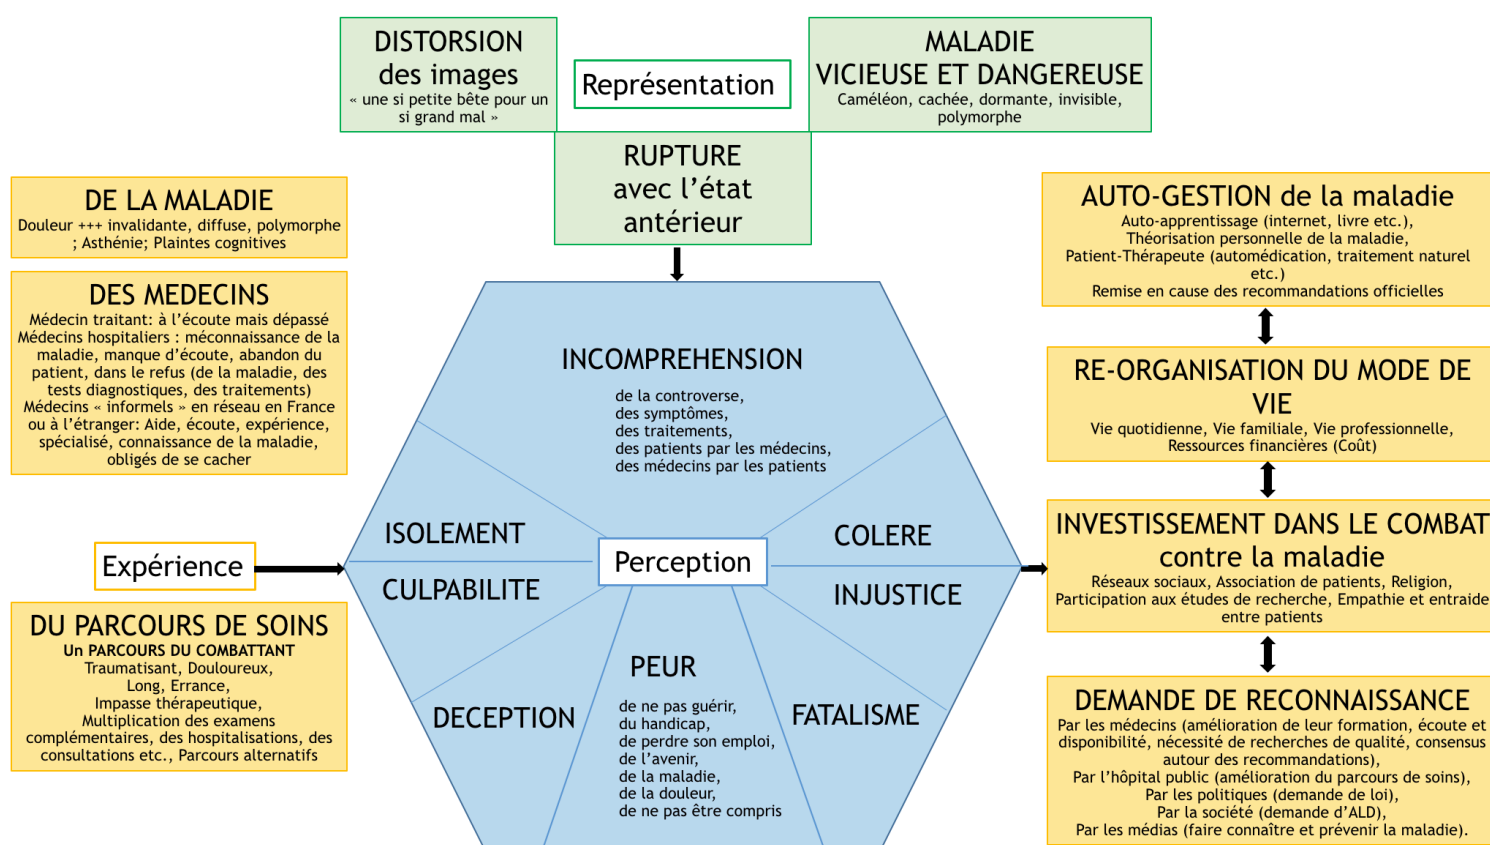 DISTORSION
des images
« une si petite bête pour un
si grand mal »
Représentation
MALADIE
VICIEUSE ET DANGEREUSE
Caméléon, cachée, dormante, invisible,
polymorphe
RUPTURE
avec l’état
antérieur
DE LA MALADIE
Douleur +++ invalidante, diffuse, polymorphe
; Asthénie; Plaintes cognitives
DES MEDECINS
Médecin traitant: à l’écoute mais dépassé
Médecins hospitaliers : méconnaissance de la
maladie, manque d’écoute, abandon du
patient, dans le refus (de la maladie, des
tests diagnostiques, des traitements)
Médecins « informels » en réseau en France
ou à l’étranger: Aide, écoute, expérience,
spécialisé, connaissance de la maladie,
obligés de se cacher
Expérience
DU PARCOURS DE SOINS
Un PARCOURS DU COMBATTANT
Traumatisant, Douloureux,
Long, Errance,
Impasse thérapeutique,
Multiplication des examens
complémentaires, des hospitalisations, des
consultations etc., Parcours alternatifs
INCOMPREHENSION
de la controverse,
des symptômes,
des traitements,
des patients par les médecins,
des médecins par les patients
ISOLEMENT
COLERE
Perception
CULPABILITE
INJUSTICE
DECEPTION
PEUR
de ne pas guérir,
du handicap,
de perdre son emploi,
de l’avenir,
de la maladie,
de la douleur,
de ne pas être compris
FATALISME
AUTO-GESTION de la maladie
Auto-apprentissage (internet, livre etc.),
Théorisation personnelle de la maladie,
Patient-Thérapeute (automédication, traitement naturel
etc.)
Remise en cause des recommandations officielles
RE-ORGANISATION DU MODE DE
VIE
Vie quotidienne, Vie familiale, Vie professionnelle,
Ressources financières (Coût)
INVESTISSEMENT DANS LE COMBAT
contre la maladie
Réseaux sociaux, Association de patients, Religion,
Participation aux études de recherche, Empathie et entraide
entre patients
DEMANDE DE RECONNAISSANCE
Par les médecins (amélioration de leur formation, écoute et
disponibilité, nécessité de recherches de qualité, consensus
autour des recommandations),
Par l’hôpital public (amélioration du parcours de soins),
Par les politiques (demande de loi),
Par la société (demande d’ALD),
Par les médias (faire connaître et prévenir la maladie).